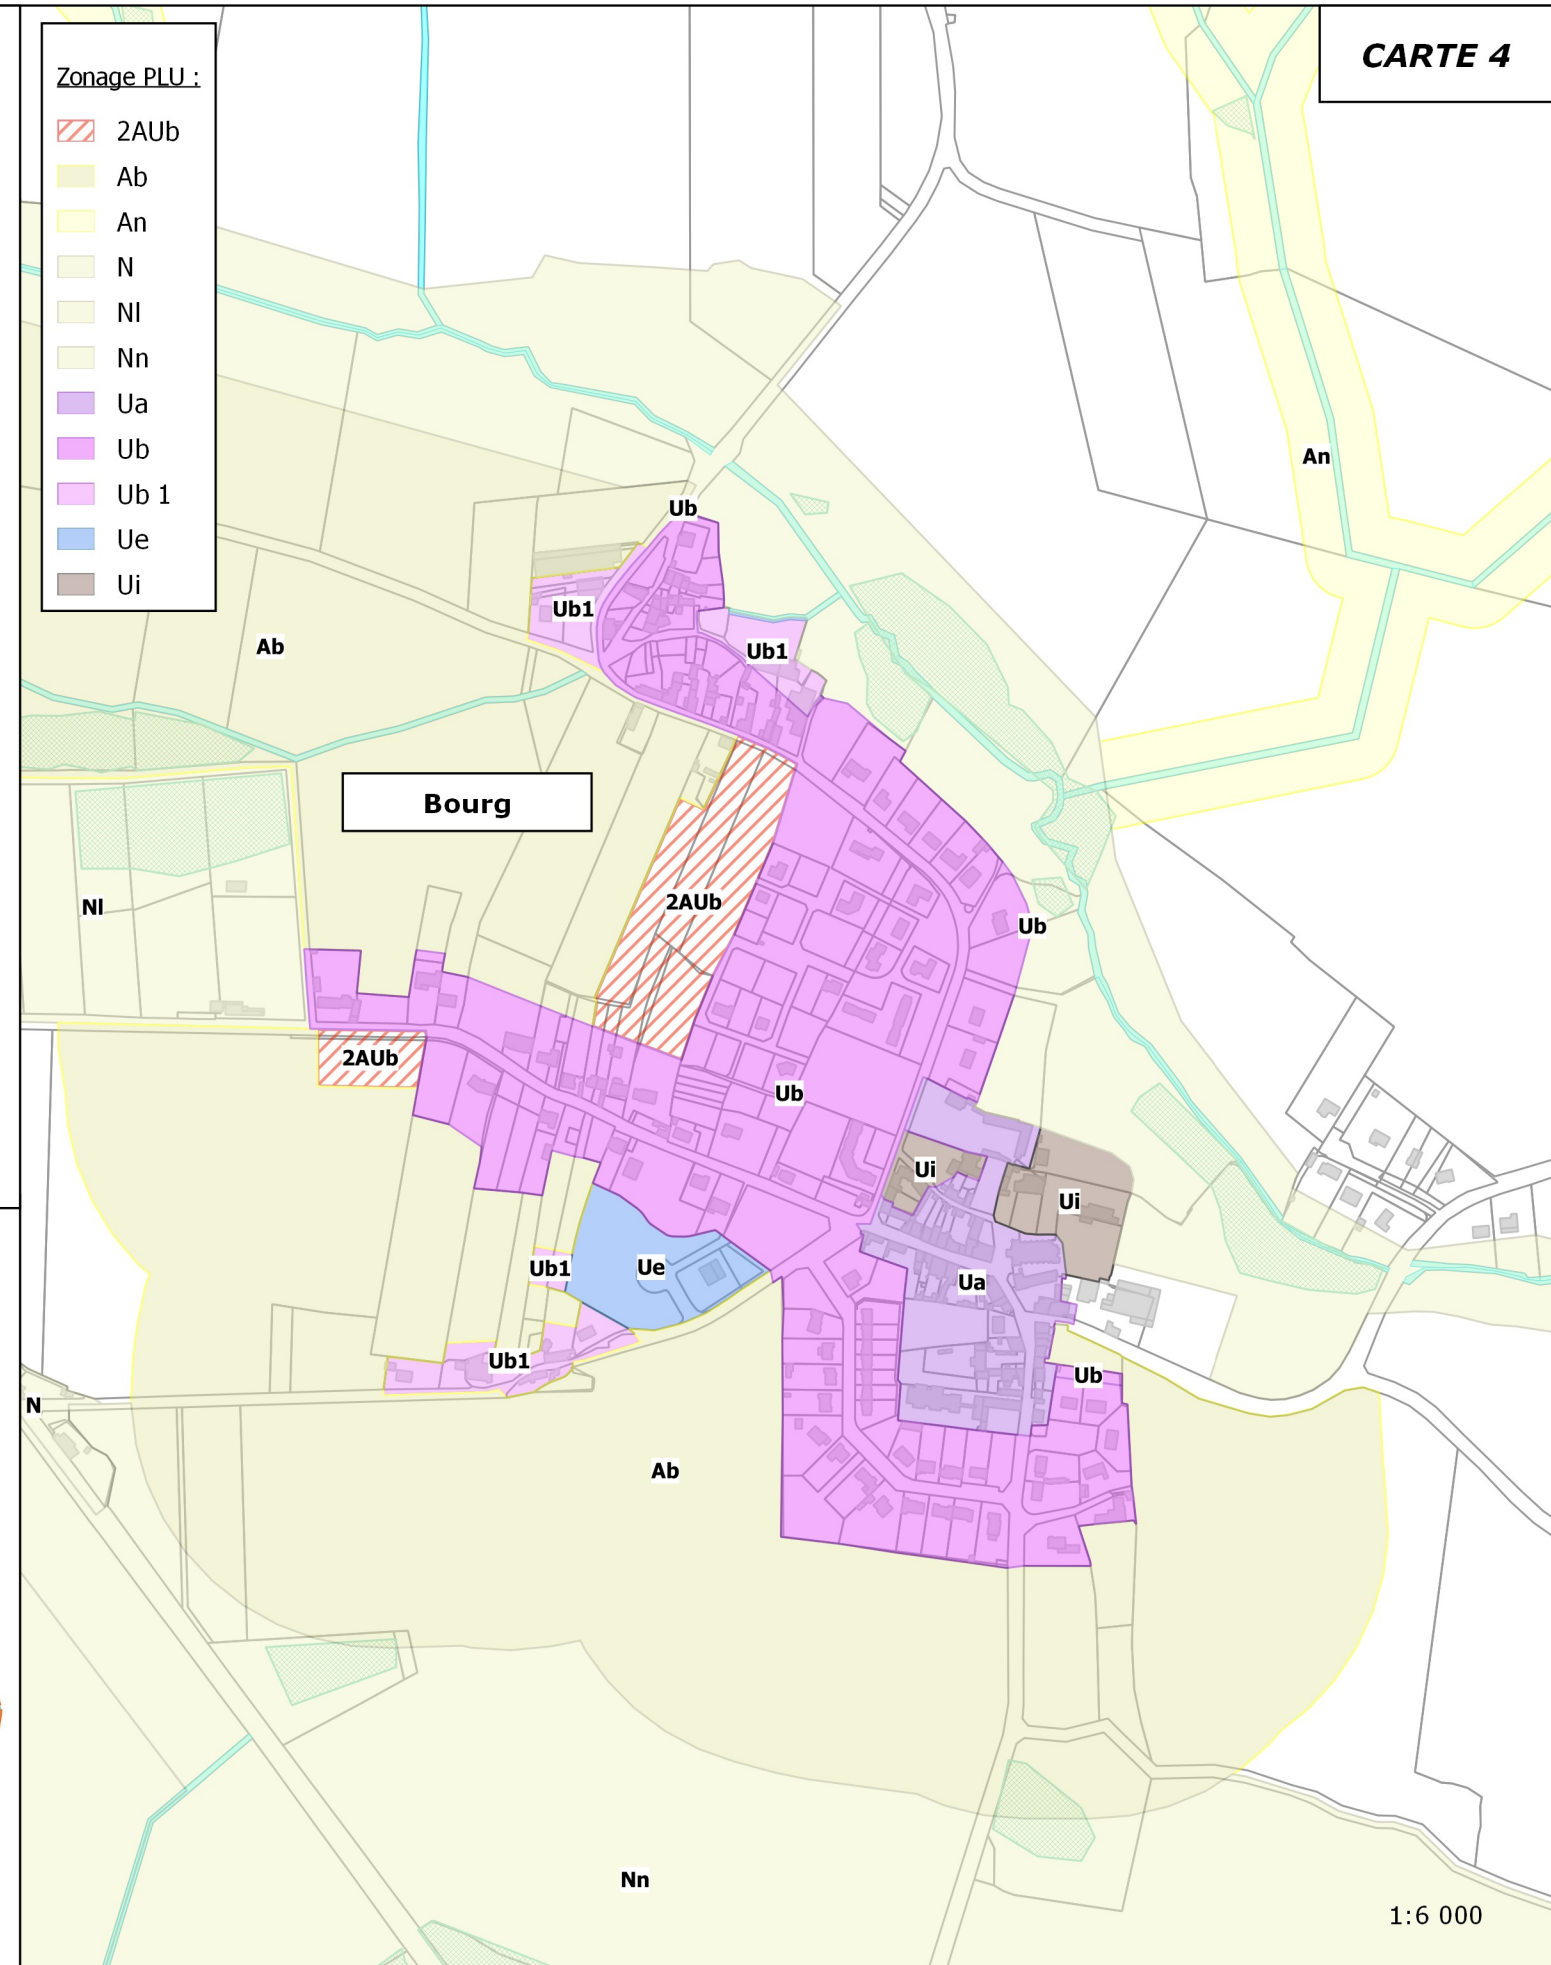 CARTE 4
Zonage PLU :
2AUb
Ab
An
N
Nl
Nn
Ua
Ub
Ub 1
Ue
Ui
An
Ub
Ub1
Ab
Ub1
Bourg
2AUb
Nl
Ub
2AUb
Ub
Ui
Ui
Ub1
Ue
Ua
Ub1
Ub
N
Ab
Nn
1:6 000